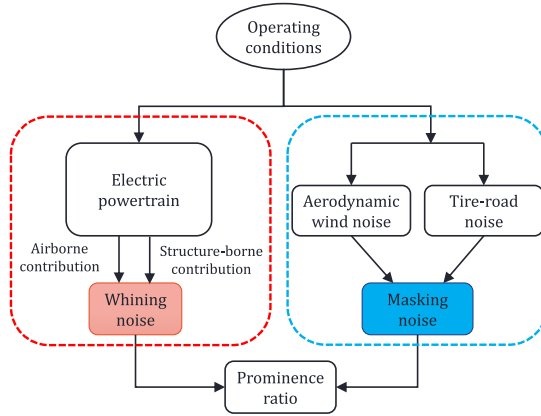 Operating
conditions
Electric
powertrain
Aerodynamic
wind noise
Tire-road
noise
Airborne
contribution
Structure-borne
contribution
Whining
noise
Masking
noise
Prominence
ratio